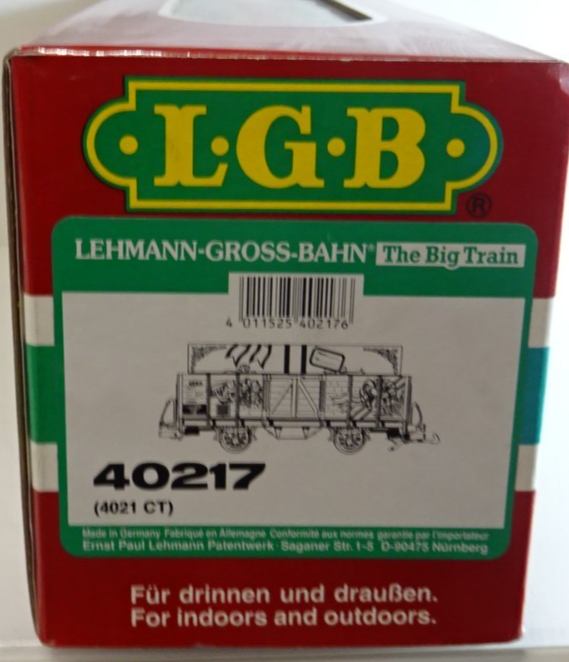 L·G·B
®
LEHMANN-GROSS-BAHN® The Big Train
4 011525 402176
40217
(4021 CT)
Made in Germany Fabriqué en Allemagne Conformité aux normes garantie par l'importateur
Ernst Paul Lehmann Patentwerk · Saganer Str. 1-5 D-90475 Nürnberg
Für drinnen und draußen.
For indoors and outdoors.